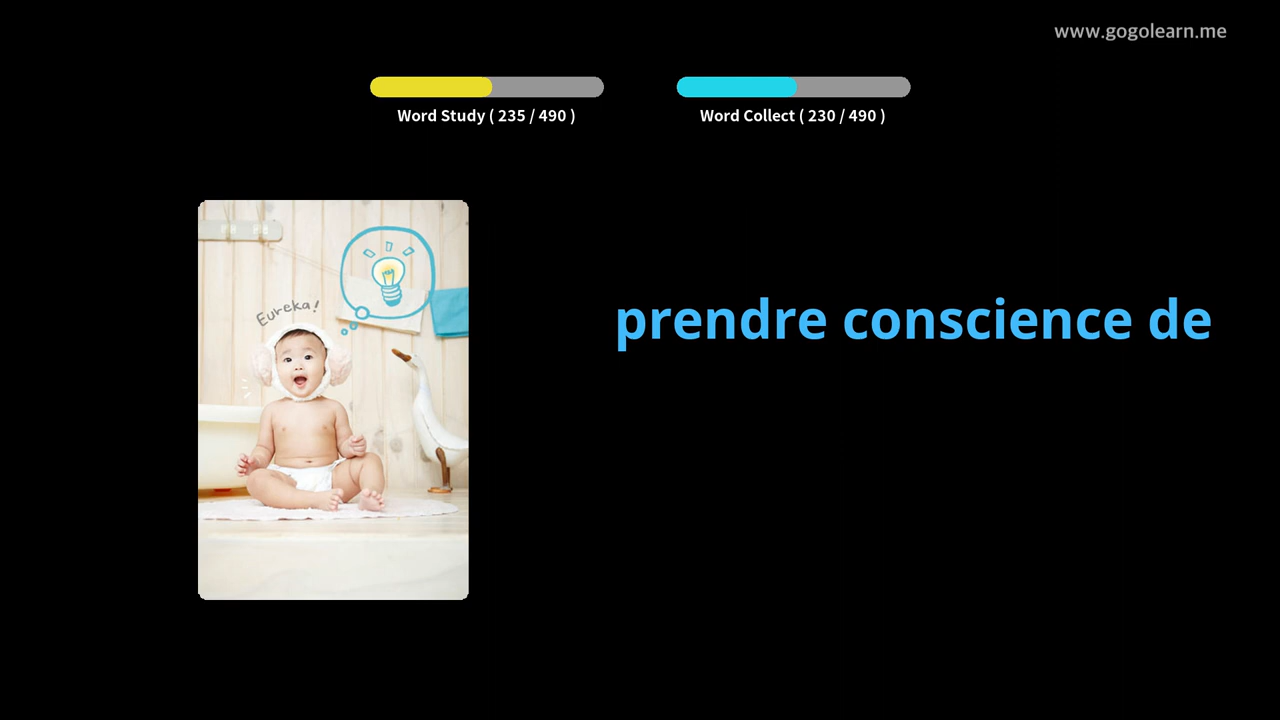 www.gogolearn.me
Word Study ( 235 / 490 )
Word Collect ( 230 / 490 )
Eureka!
prendre conscience de